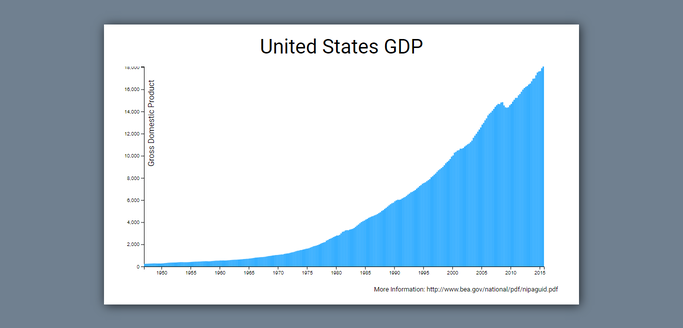 United States GDP
Gross Domestic Product
18,000
16,000
14,000
12,000
10,000
8,000
6,000
4,000
2,000
0
1950 1955 1960 1965 1970 1975 1980 1985 1990 1995 2000 2005 2010 2015
More Information: http://www.bea.gov/national/pdf/nipaguid.pdf